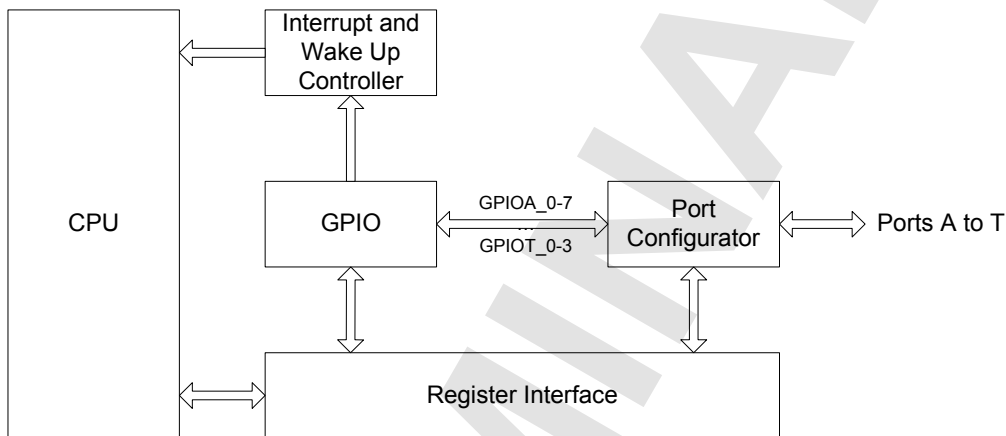 Interrupt and
Wake Up
Controller
CPU
GPIO
GPIOA_0-7
...
GPIOT_0-3
Port
Configurator
Ports A to T
Register Interface